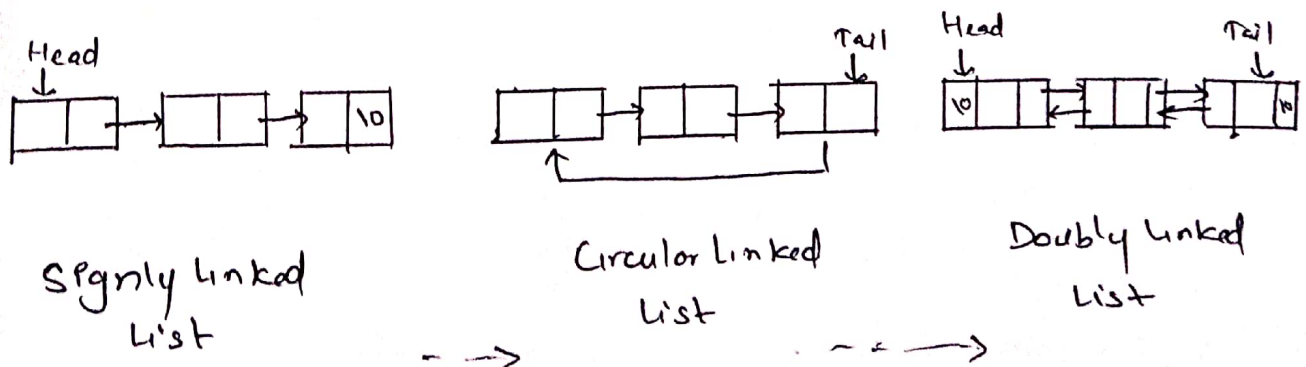 Head
10
Tail
Head
Tail
10
10
Signly linked
List
Circular Linked
List
Doubly linked
List